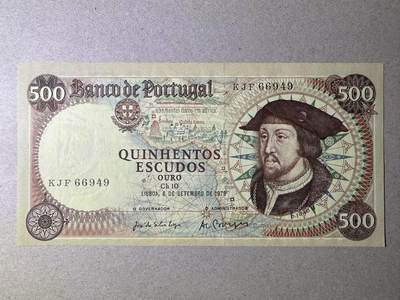 500 Banco de Portugal 500
KJF 66949
QUINHENTOS
ESCUDOS
OURO
Ch 10
KJF 66949
LISBOA, 6 DE SETEMBRO DE 1979
O GOVERNADOR O ADMINISTRADOR
500 500